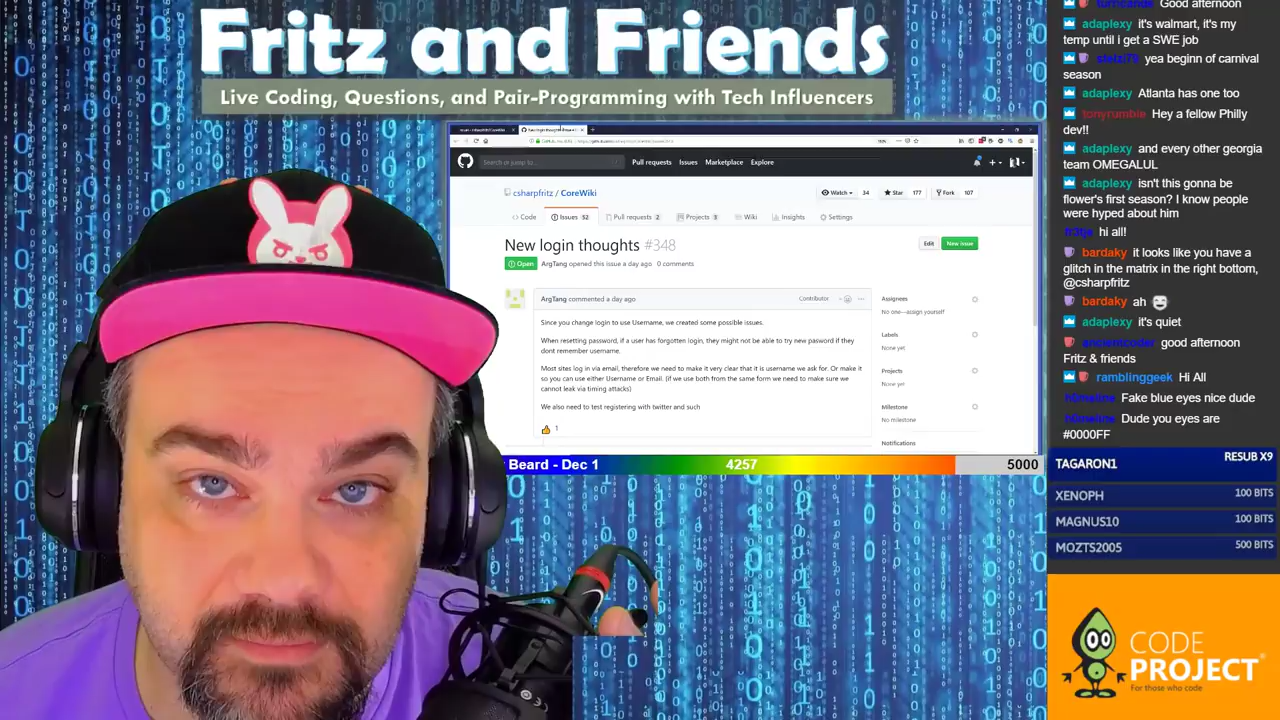 Fritz and Friends
Live Coding, Questions, and Pair-Programming with Tech Influencers
Search or jump to...
Pull requests
Issues
Marketplace
Explore
csharpfritz / CoreWiki
Watch
34
Star
177
Fork
107
Code
Issues 52
Pull requests 2
Projects 3
Wiki
Insights
Settings
New login thoughts #348
Edit
New issue
Open
ArgTang opened this issue a day ago · 0 comments
ArgTang commented a day ago
Contributor
Since you change login to use Username, we created some possible issues.
When resetting password, if a user has forgotten login, they might not be able to try new pasword if they
dont remember username.
Most sites log in via email, therefore we need to make it very clear that it is username we ask for. Or make it
so you can use either Username or Email. (if we use both from the same form we need to make sure we
cannot leak via timing attacks)
We also need to test registering with twitter and such
1
Assignees
No one—assign yourself
Labels
None yet
Projects
None yet
Milestone
No milestone
Notifications
Beard - Dec 1
4257
5000
Good afternoon
adaplexy it's walmart, it's my
temp until i get a SWE job
stelzi79 yea beginn of carnival
season
adaplexy Atlanta has one too
tonyrumble Hey a fellow Philly
dev!!
adaplexy and every other georgia
team OMEGALUL
adaplexy isn't this gonna be
flower's first season? I know people
were hyped about him
hi all!
bardaky it looks like you have a
glitch in the matrix in the right bottom,
@csharpfritz
bardaky ah
adaplexy it's quiet
ancientcoder good afternoon
Fritz & friends
ramblinggeek Hi All
Fake blue eyes nice dude
Dude you eyes are
#0000FF
TAGARON1
RESUB X9
XENOPH
100 BITS
MAGNUS10
100 BITS
MOZTS2005
500 BITS
CODE
PROJECT®
For those who code